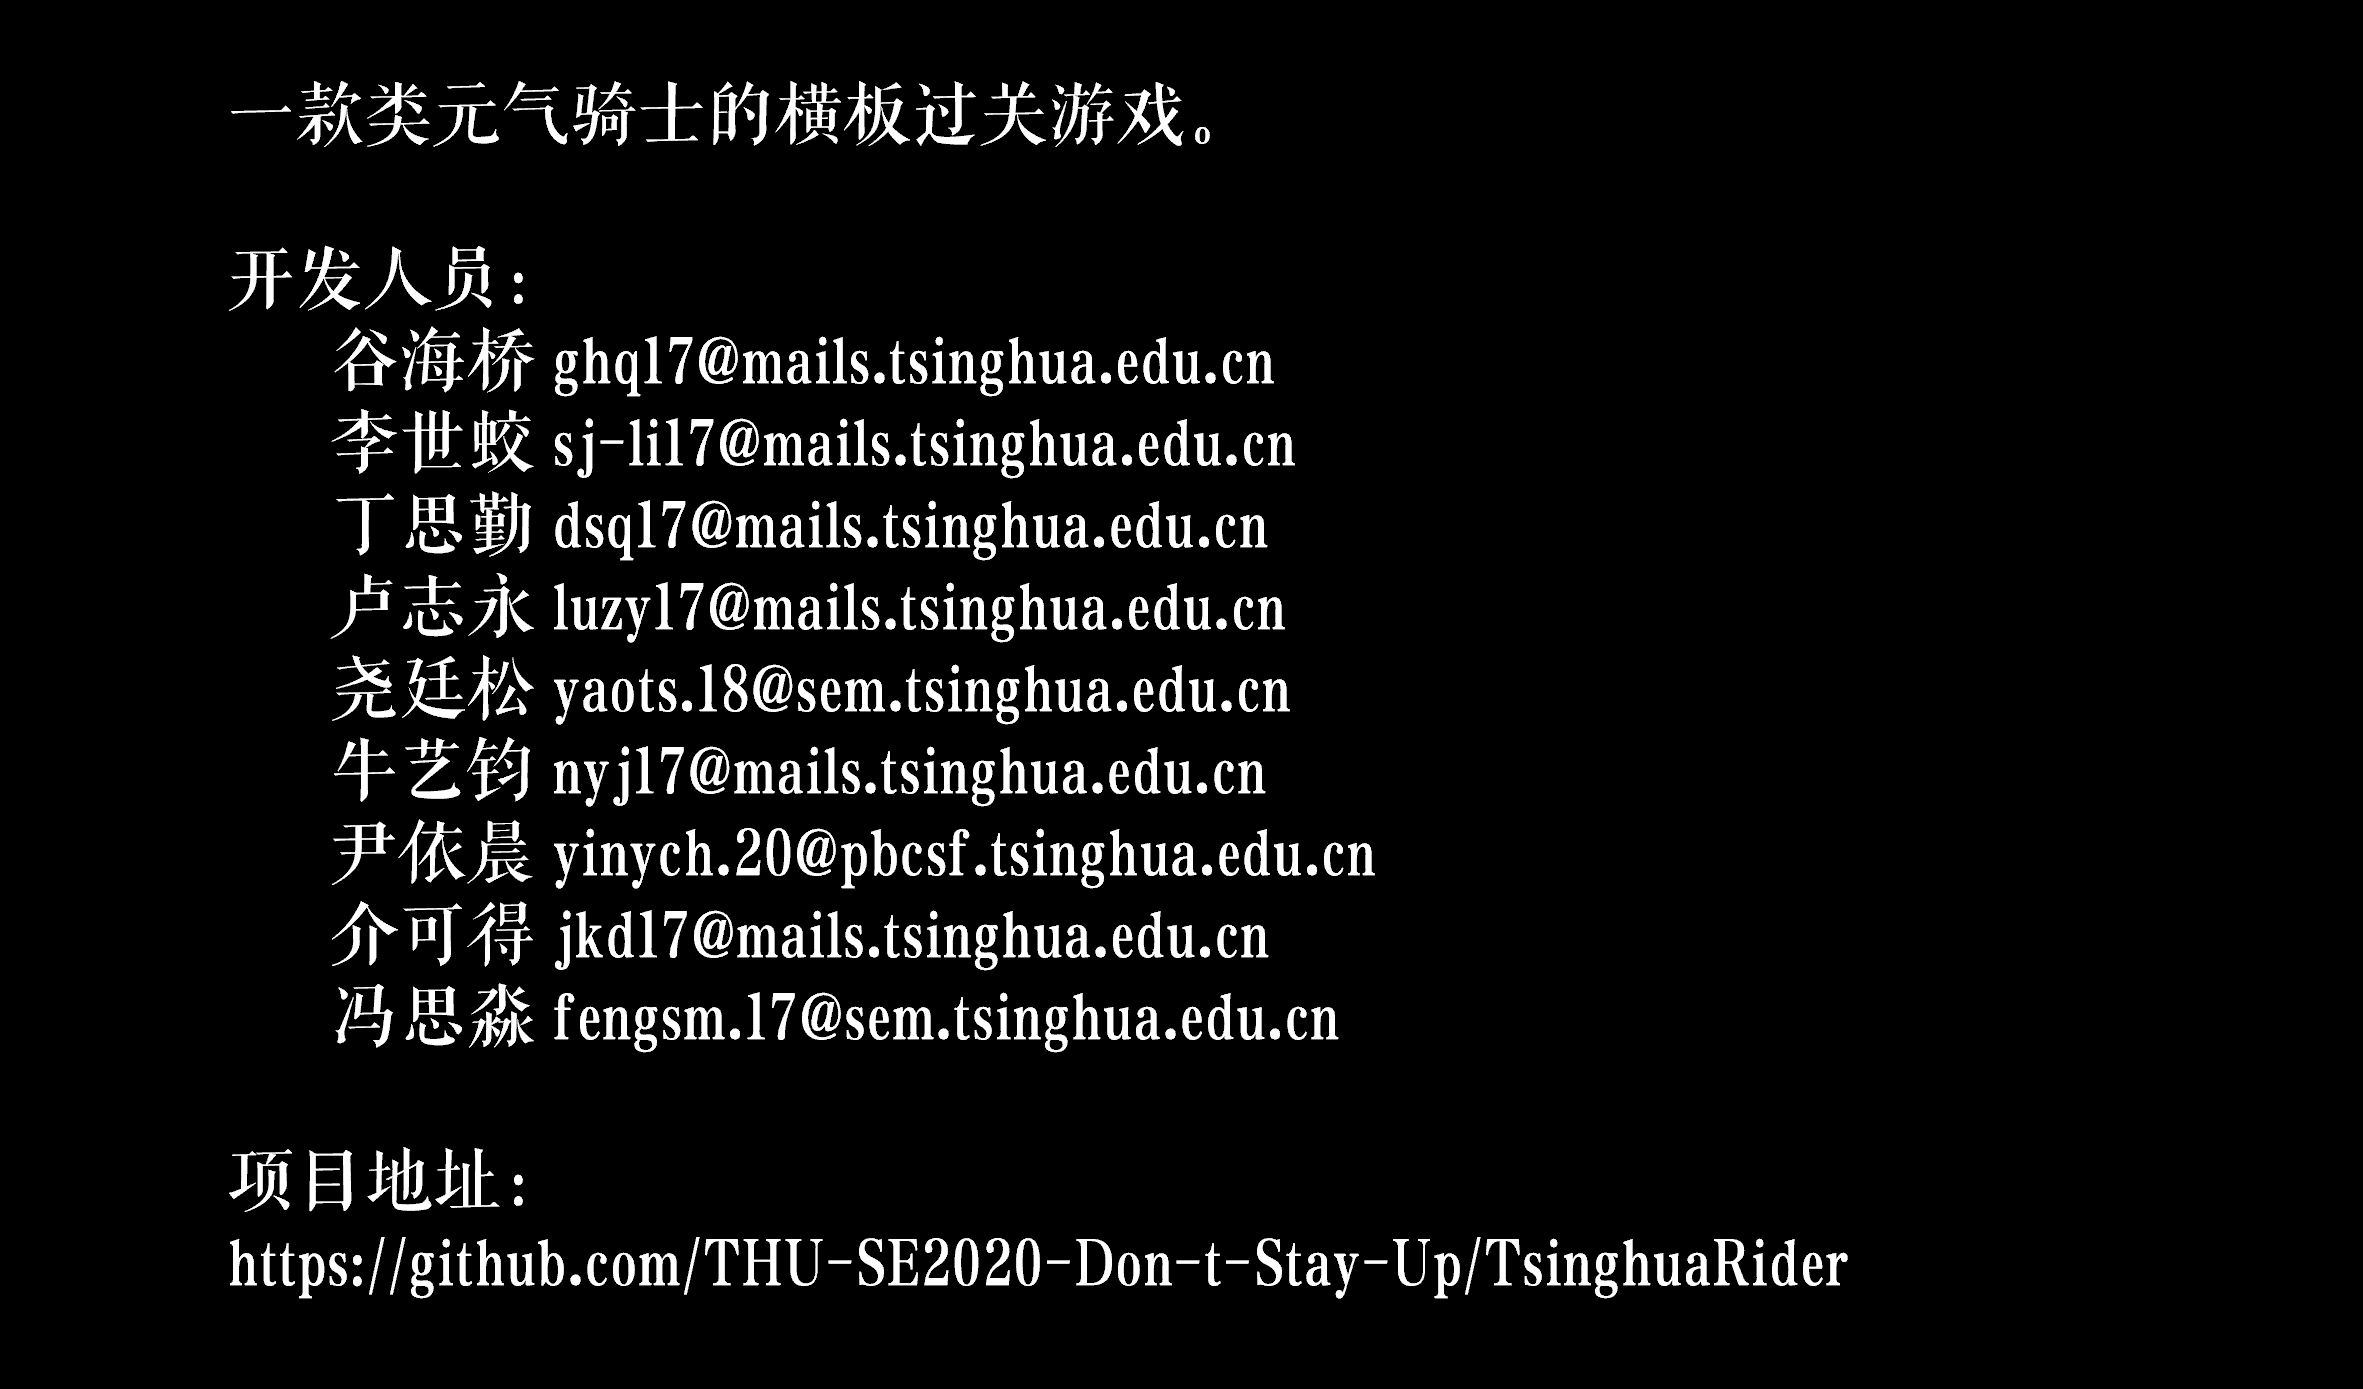 一款类元气骑士的横板过关游戏。
开发人员：
谷海桥 ghq17@mails.tsinghua.edu.cn
李世蛟 sj-li17@mails.tsinghua.edu.cn
丁思勤 dsq17@mails.tsinghua.edu.cn
卢志永 luzy17@mails.tsinghua.edu.cn
尧廷松 yaots.18@sem.tsinghua.edu.cn
牛艺钧 nyj17@mails.tsinghua.edu.cn
尹依晨 yinych.20@pbcsf.tsinghua.edu.cn
介可得 jkd17@mails.tsinghua.edu.cn
冯思淼 fengsm.17@sem.tsinghua.edu.cn
项目地址：
https://github.com/THU-SE2020-Don-t-Stay-Up/TsinghuaRider